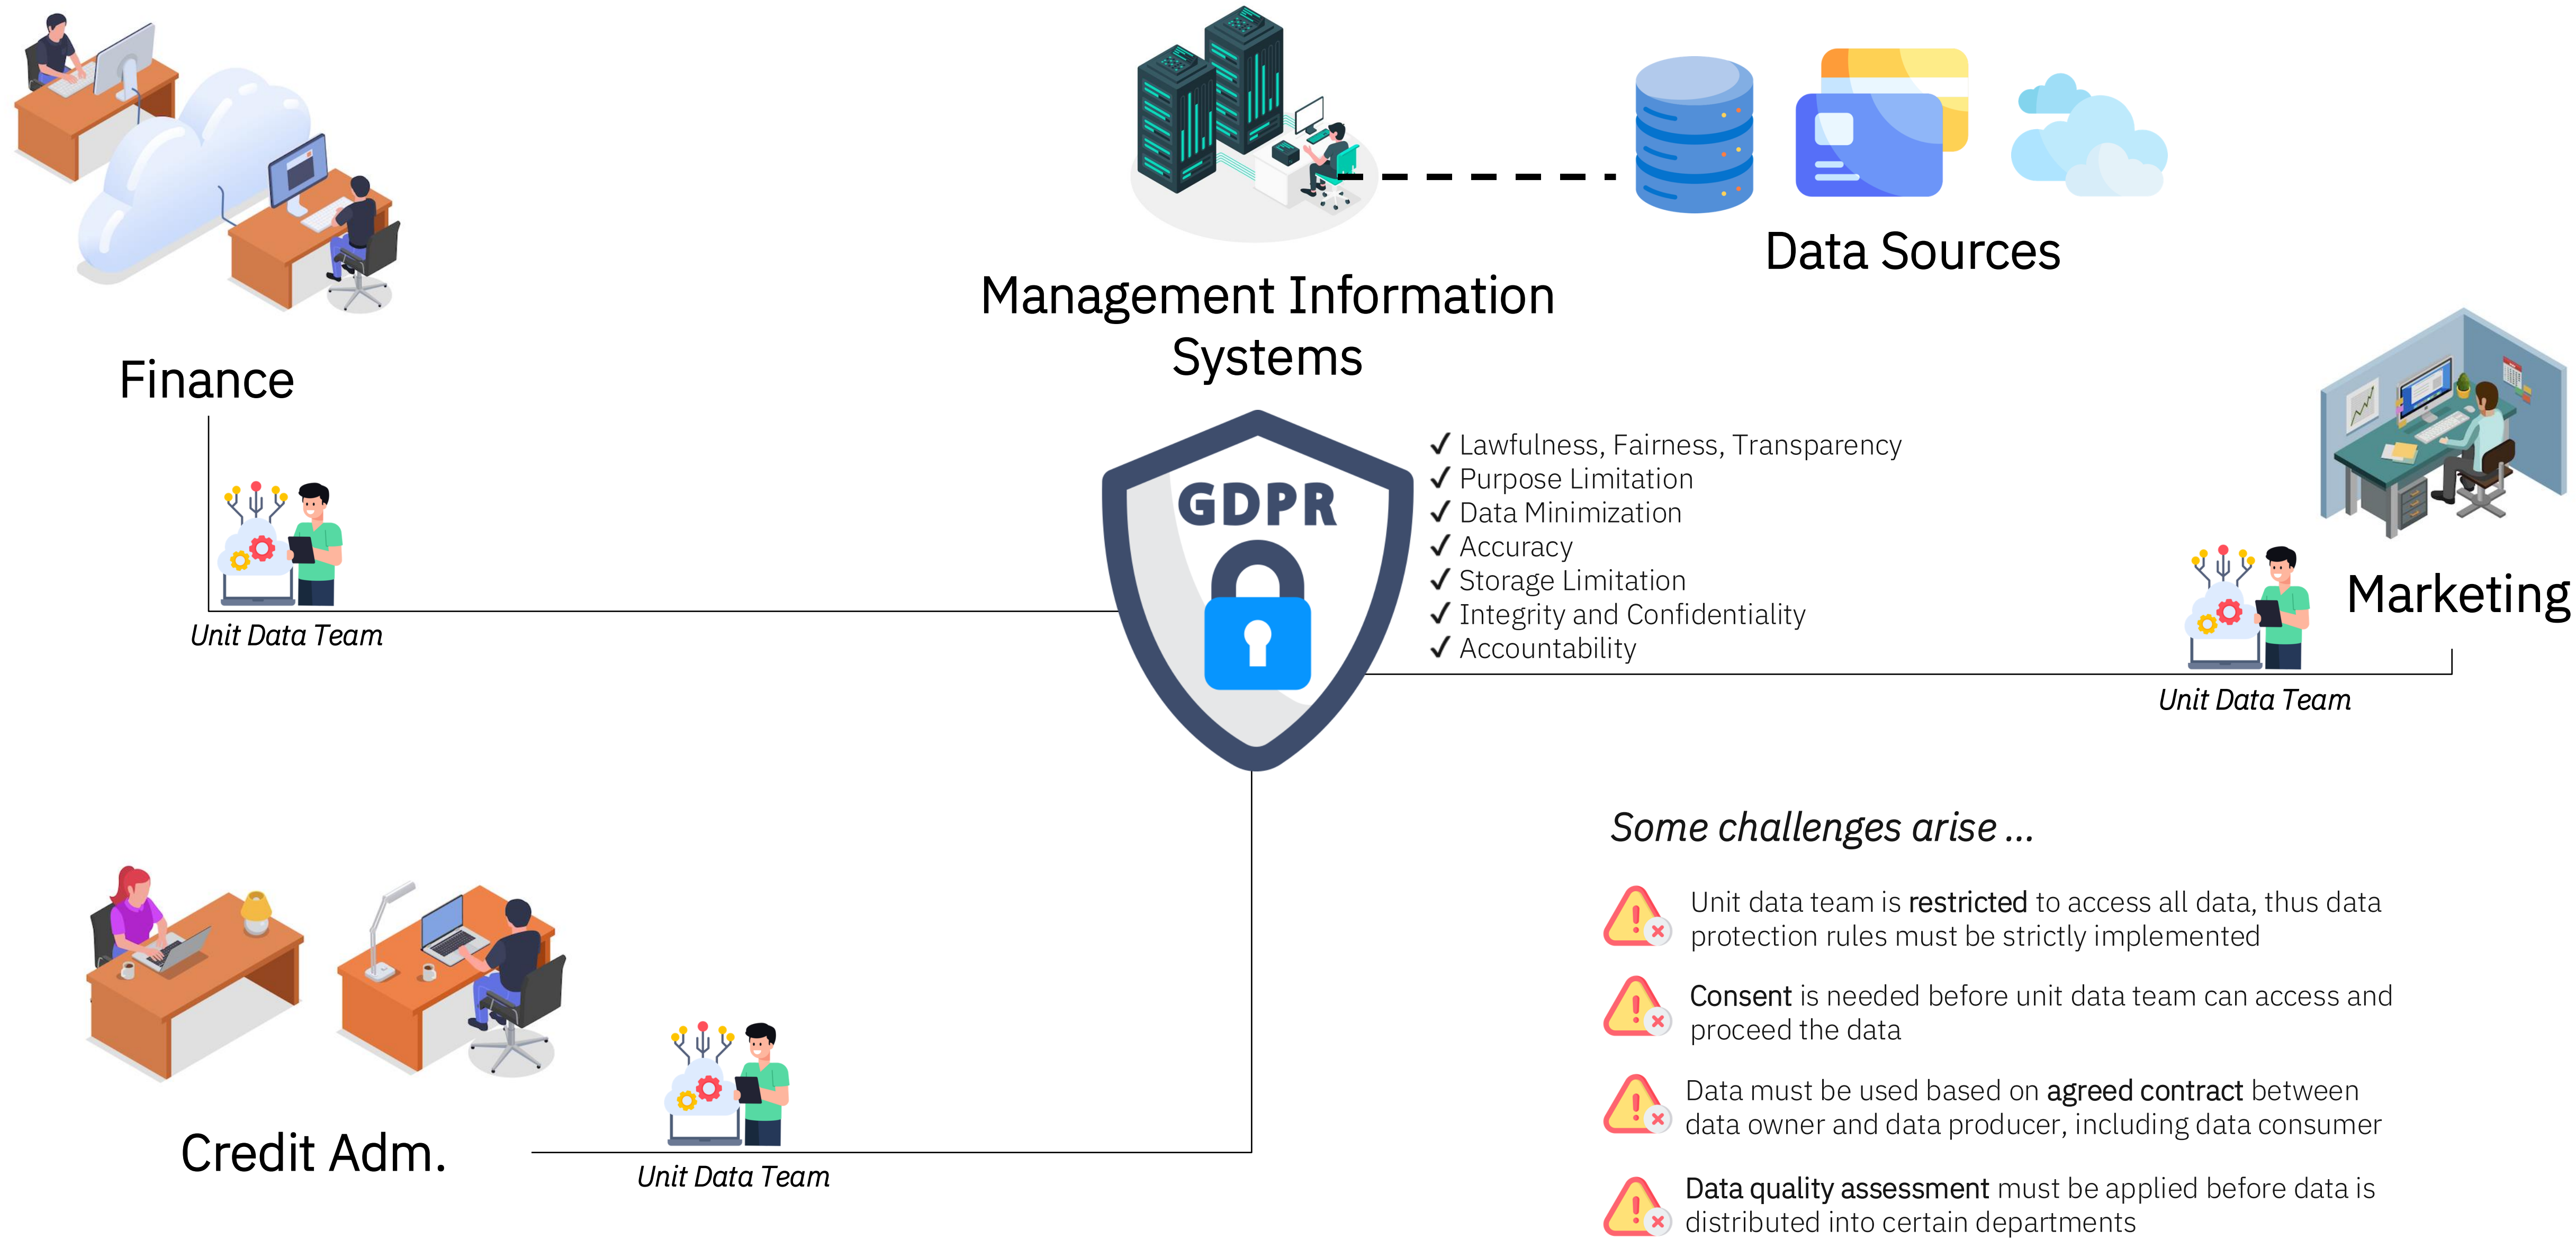 Data Sources
Management Information
Systems
Finance
GDPR
✓ Lawfulness, Fairness, Transparency
✓ Purpose Limitation
✓ Data Minimization
✓ Accuracy
✓ Storage Limitation
✓ Integrity and Confidentiality
✓ Accountability
Marketing
Unit Data Team
Unit Data Team
Some challenges arise ...
Unit data team is restricted to access all data, thus data
protection rules must be strictly implemented
Consent is needed before unit data team can access and
proceed the data
Data must be used based on agreed contract between
data owner and data producer, including data consumer
Data quality assessment must be applied before data is
distributed into certain departments
Credit Adm.
Unit Data Team